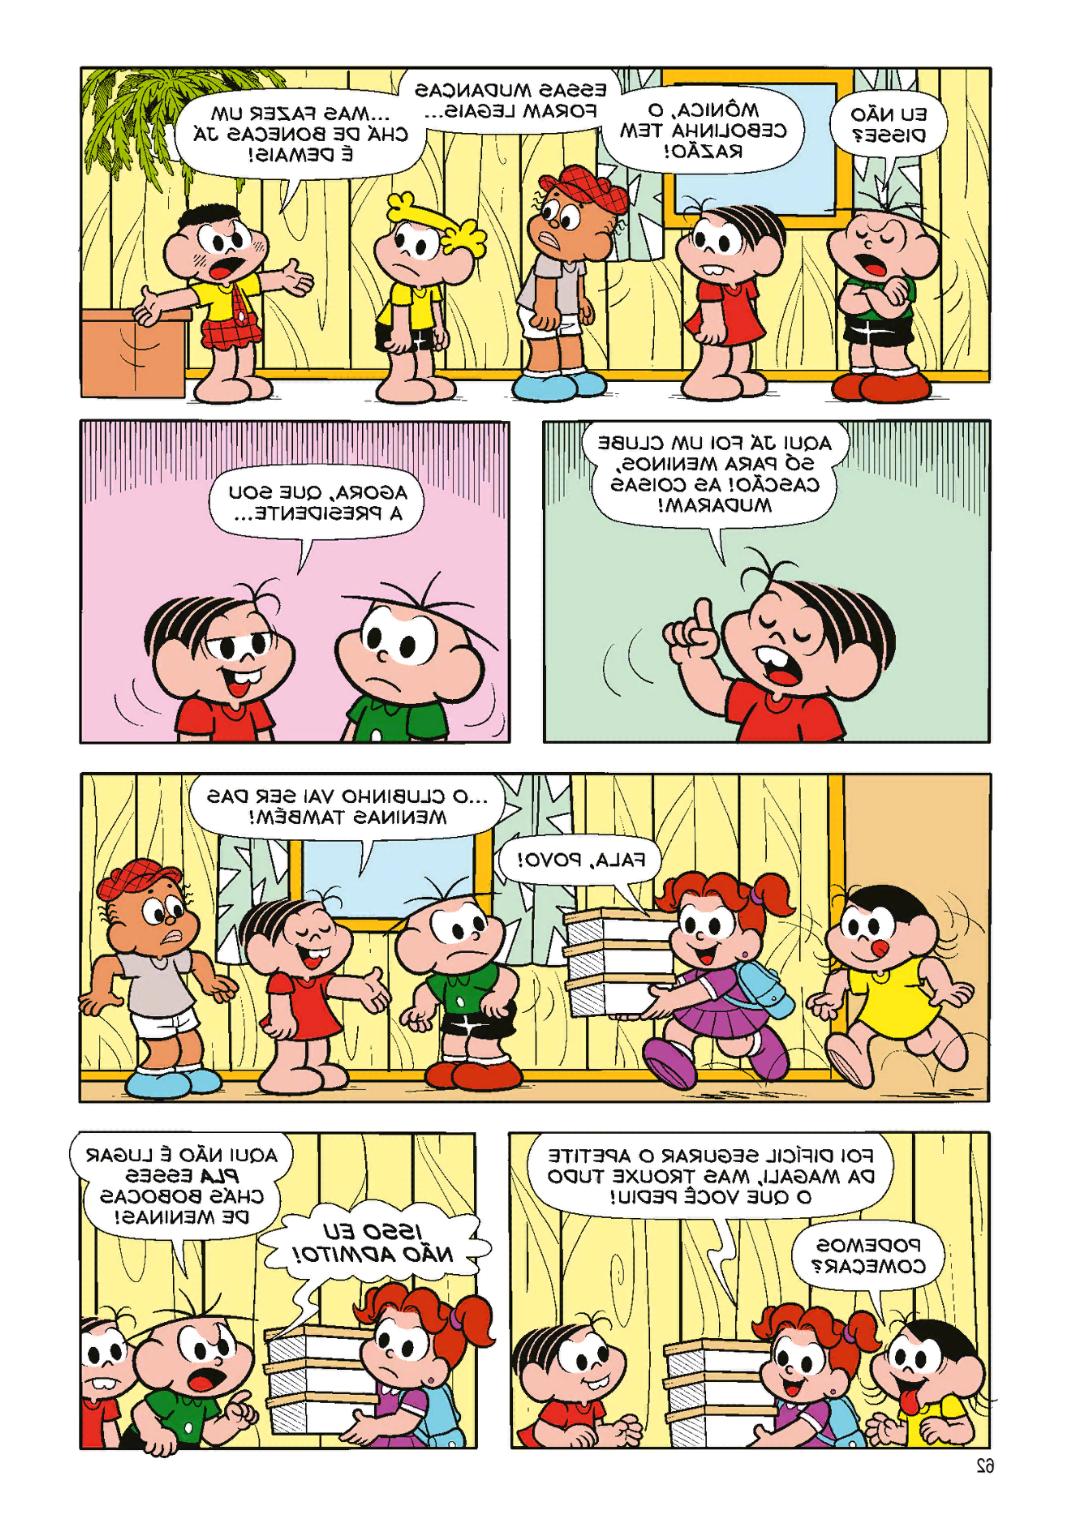 EU NÃO
DISSE?
MÔNICA, O
CEBOLINHA TEM
RAZÃO!
ESSAS MUDANÇAS
FORAM LEGAIS...
...MAS FAZER UM
CHÁ DE BONECAS JÁ
É DEMAIS!
AQUI JÁ FOI UM CLUBE
SÓ PARA MENINOS,
CASCÃO! AS COISAS
MUDARAM!
AGORA, QUE SOU
A PRESIDENTE...
...O CLUBINHO VAI SER DAS
MENINAS TAMBÉM!
FALA, POVO!
FOI DIFÍCIL SEGURAR O APETITE
DA MAGALI, MAS TROUXE TUDO
O QUE VOCÊ PEDIU!
PODEMOS
COMEÇAR?
ISSO EU
NÃO ADMITO!
AQUI NÃO É LUGAR
PLA ESSES
CHÁS BOBOCAS
DE MENINAS!
62